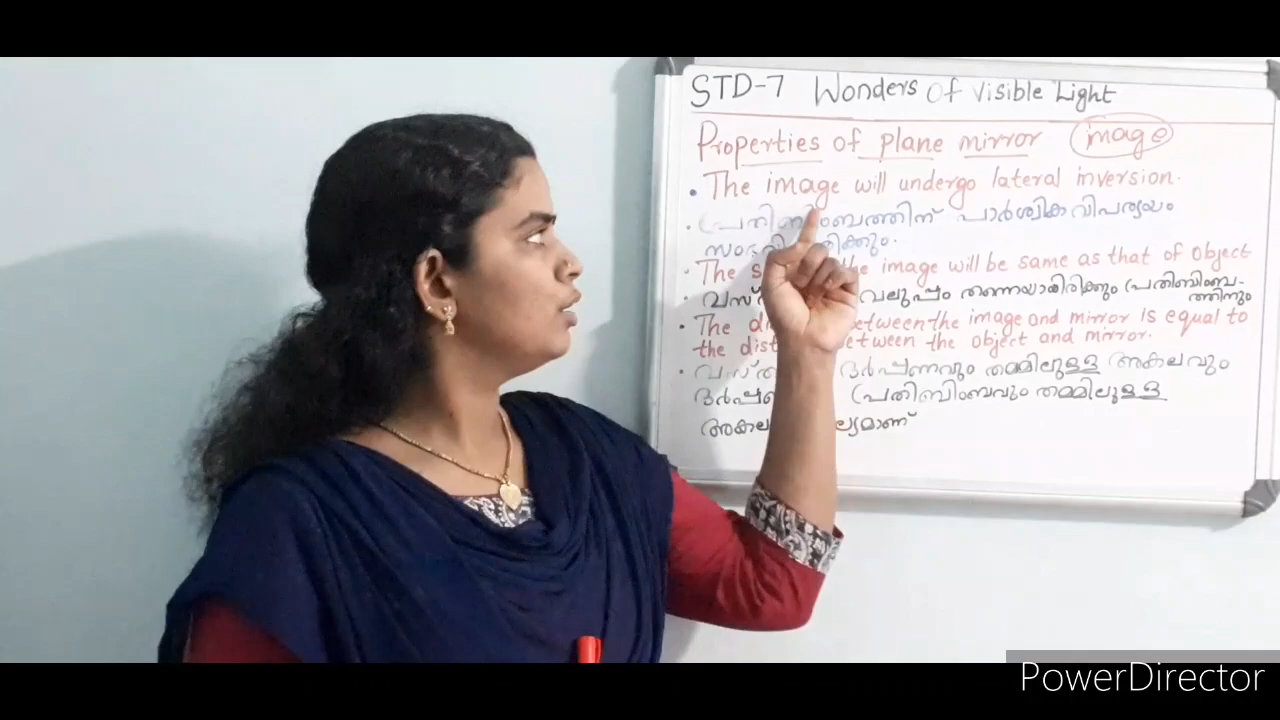 STD-7 Wonders Of Visible Light
Properties of plane mirror image
• The image will undergo lateral inversion.
• പാർശ്വിക വിപര്യയം
• The the image will be same as that of object
• വലുപ്പം തുണയായിരിക്കും പ്രതിബിംബ-
ത്തിനും
• The between the image and mirror is equal to
the between the object and mirror.
• ദർപ്പണവും തമ്മിലുള്ള അകലവും
പ്രതിബിംബവും തമ്മിലുള്ള
PowerDirector